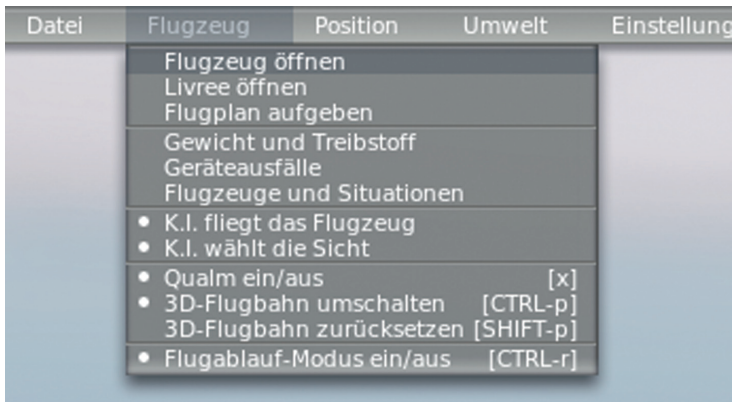 Datei Flugzeug Position Umwelt Einstellung
Flugzeug öffnen
Livree öffnen
Flugplan aufgeben
Gewicht und Treibstoff
Geräteausfälle
Flugzeuge und Situationen
K.I. fliegt das Flugzeug
K.I. wählt die Sicht
Qualm ein/aus [x]
3D-Flugbahn umschalten [CTRL-p]
3D-Flugbahn zurücksetzen [SHIFT-p]
Flugablauf-Modus ein/aus [CTRL-r]